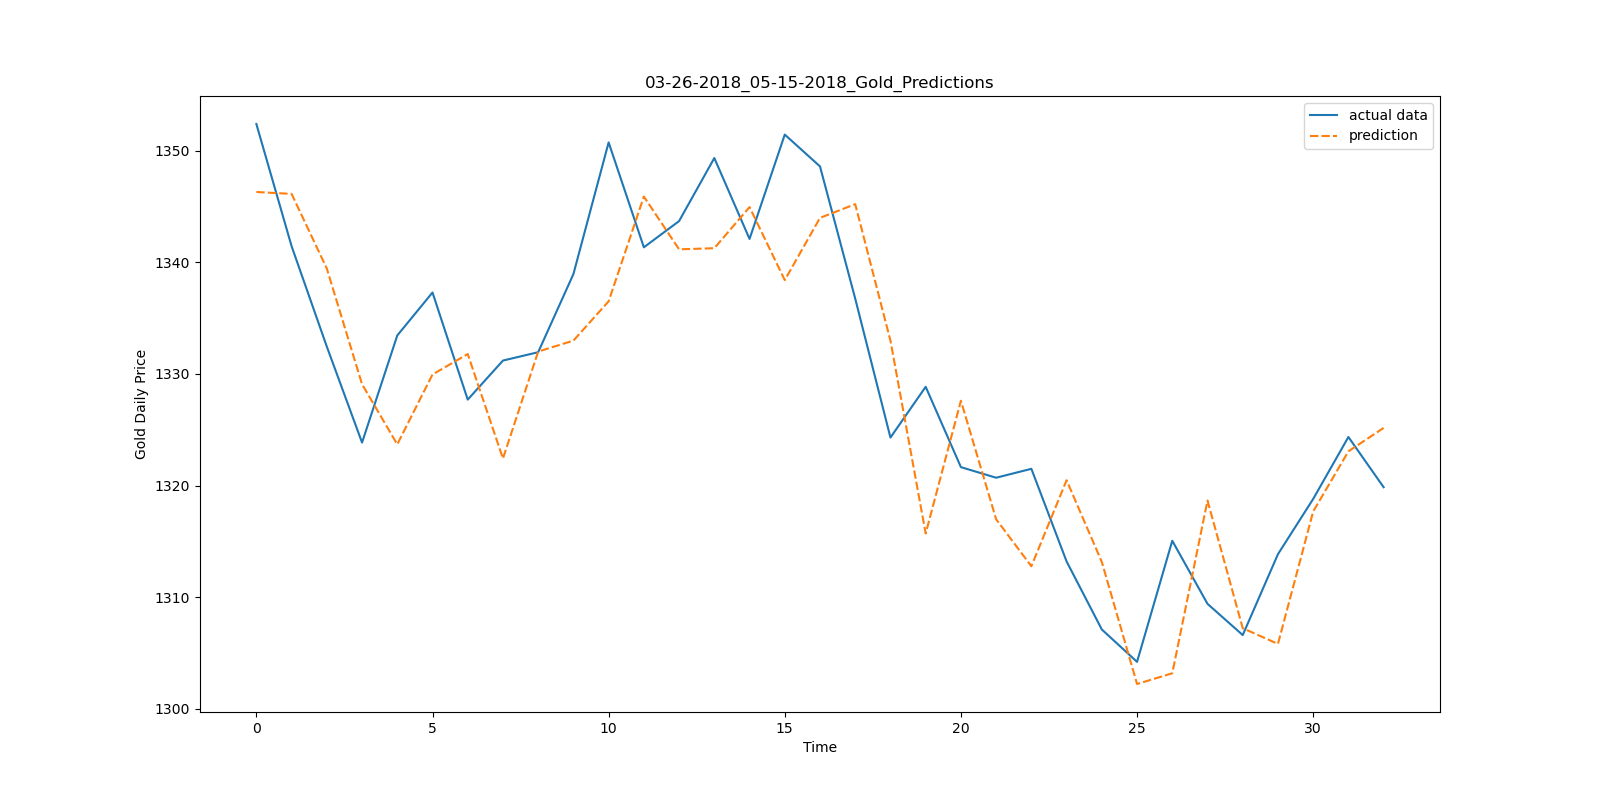 03-26-2018_05-15-2018_Gold_Predictions
actual data
prediction
1350
1340
1330
1320
1310
1300
Gold Daily Price
0 5 10 15 20 25 30
Time